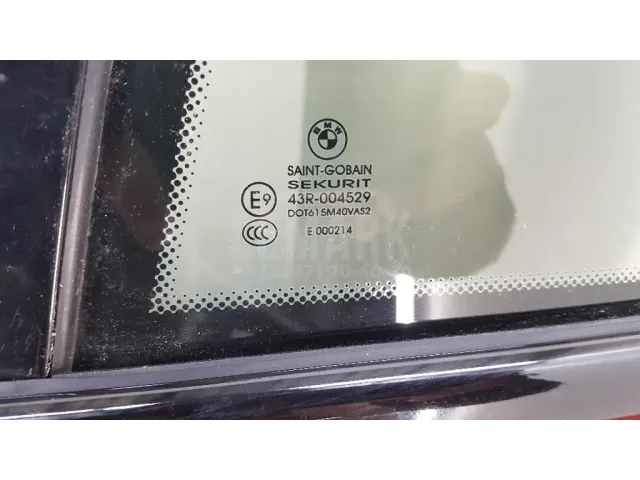 BMW
SAINT-GOBAIN
SEKURIT
E9 43R-004529
DOT615M40VAS2
CCC E 000214